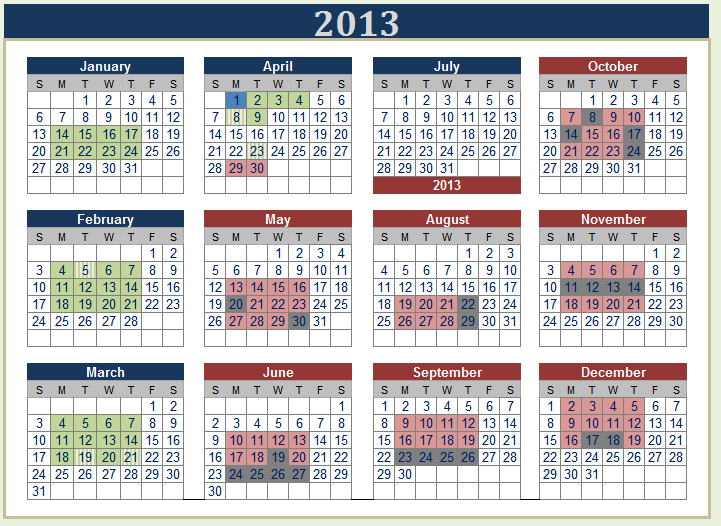 2013
January
S M T W T F S
1 2 3 4 5
6 7 8 9 10 11 12
13 14 15 16 17 18 19
20 21 22 23 24 25 26
27 28 29 30 31
April
S M T W T F S
1 2 3 4 5 6
7 8 9 10 11 12 13
14 15 16 17 18 19 20
21 22 23 24 25 26 27
28 29 30
July
S M T W T F S
1 2 3 4 5 6
7 8 9 10 11 12 13
14 15 16 17 18 19 20
21 22 23 24 25 26 27
28 29 30 31
2013
October
S M T W T F S
1 2 3 4 5
6 7 8 9 10 11 12
13 14 15 16 17 18 19
20 21 22 23 24 25 26
27 28 29 30 31
February
S M T W T F S
1 2
3 4 5 6 7 8 9
10 11 12 13 14 15 16
17 18 19 20 21 22 23
24 25 26 27 28
May
S M T W T F S
1 2 3 4
5 6 7 8 9 10 11
12 13 14 15 16 17 18
19 20 21 22 23 24 25
26 27 28 29 30 31
August
S M T W T F S
1 2 3
4 5 6 7 8 9 10
11 12 13 14 15 16 17
18 19 20 21 22 23 24
25 26 27 28 29 30 31
November
S M T W T F S
1 2
3 4 5 6 7 8 9
10 11 12 13 14 15 16
17 18 19 20 21 22 23
24 25 26 27 28 29 30
March
S M T W T F S
1 2
3 4 5 6 7 8 9
10 11 12 13 14 15 16
17 18 19 20 21 22 23
24 25 26 27 28 29 30
31
June
S M T W T F S
1
2 3 4 5 6 7 8
9 10 11 12 13 14 15
16 17 18 19 20 21 22
23 24 25 26 27 28 29
30
September
S M T W T F S
1 2 3 4 5 6 7
8 9 10 11 12 13 14
15 16 17 18 19 20 21
22 23 24 25 26 27 28
29 30
December
S M T W T F S
1 2 3 4 5 6 7
8 9 10 11 12 13 14
15 16 17 18 19 20 21
22 23 24 25 26 27 28
29 30 31